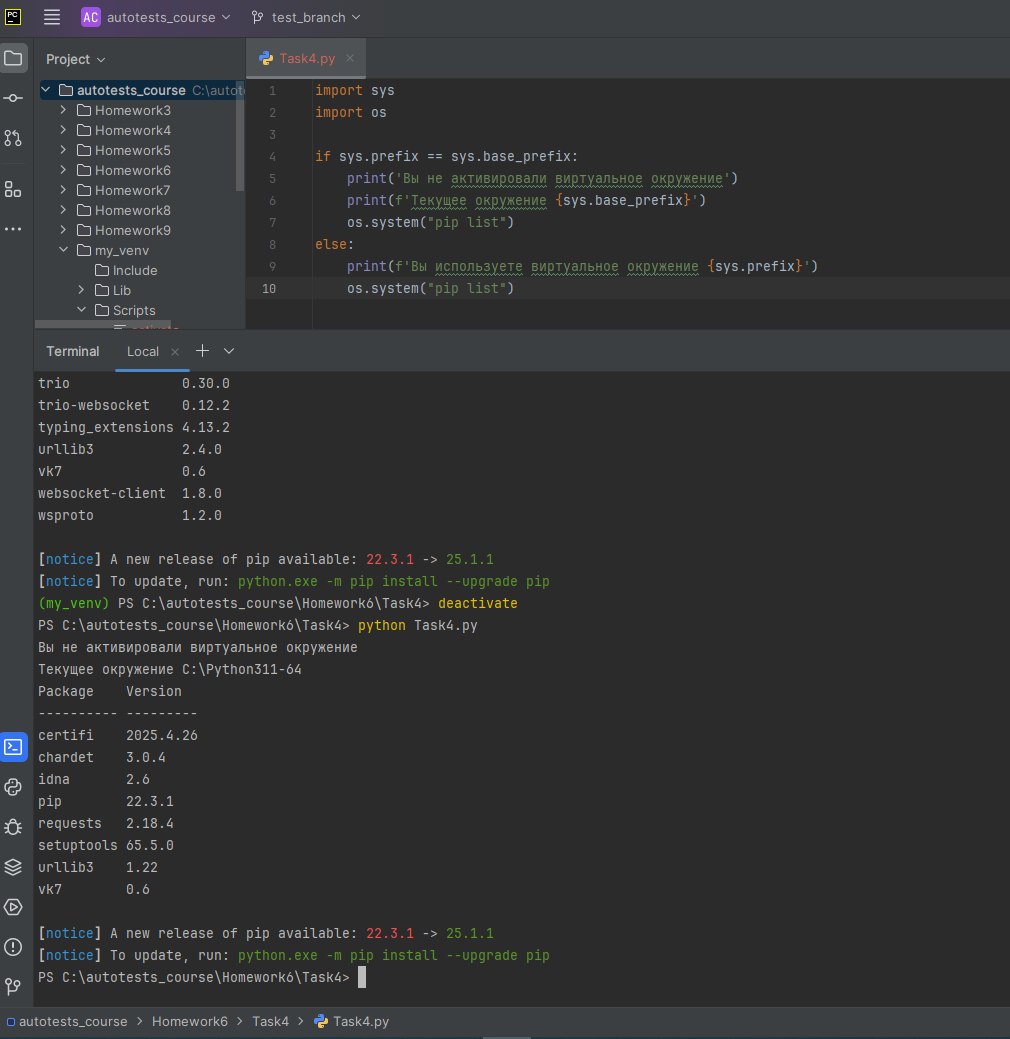 PC AC autotests_course test_branch
Project
autotests_course C:\autot
Homework3
Homework4
Homework5
Homework6
Homework7
Homework8
Homework9
my_venv
Include
Lib
Scripts
Task4.py
1 import sys
2 import os
3
4 if sys.prefix == sys.base_prefix:
5 print('Вы не активировали виртуальное окружение')
6 print(f'Текущее окружение {sys.base_prefix}')
7 os.system("pip list")
8 else:
9 print(f'Вы используете виртуальное окружение {sys.prefix}')
10 os.system("pip list")
Terminal Local
trio 0.30.0
trio-websocket 0.12.2
typing_extensions 4.13.2
urllib3 2.4.0
vk7 0.6
websocket-client 1.8.0
wsproto 1.2.0
[notice] A new release of pip available: 22.3.1 -> 25.1.1
[notice] To update, run: python.exe -m pip install --upgrade pip
(my_venv) PS C:\autotests_course\Homework6\Task4> deactivate
PS C:\autotests_course\Homework6\Task4> python Task4.py
Вы не активировали виртуальное окружение
Текущее окружение C:\Python311-64
Package Version
---------- ---------
certifi 2025.4.26
chardet 3.0.4
idna 2.6
pip 22.3.1
requests 2.18.4
setuptools 65.5.0
urllib3 1.22
vk7 0.6
[notice] A new release of pip available: 22.3.1 -> 25.1.1
[notice] To update, run: python.exe -m pip install --upgrade pip
PS C:\autotests_course\Homework6\Task4>
autotests_course > Homework6 > Task4 > Task4.py